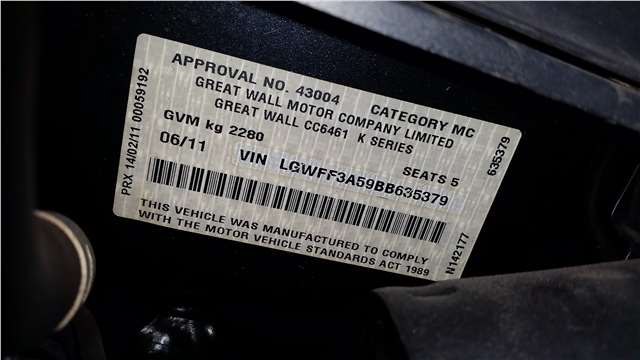 APPROVAL NO. 43004 CATEGORY MC
GREAT WALL MOTOR COMPANY LIMITED
GREAT WALL CC6461 K SERIES
GVM kg 2280 SEATS 5
06/11 VIN LGWFF3A59BB635379
THIS VEHICLE WAS MANUFACTURED TO COMPLY
WITH THE MOTOR VEHICLE STANDARDS ACT 1989
PRX 14/02/11 00059192
635379
N142177